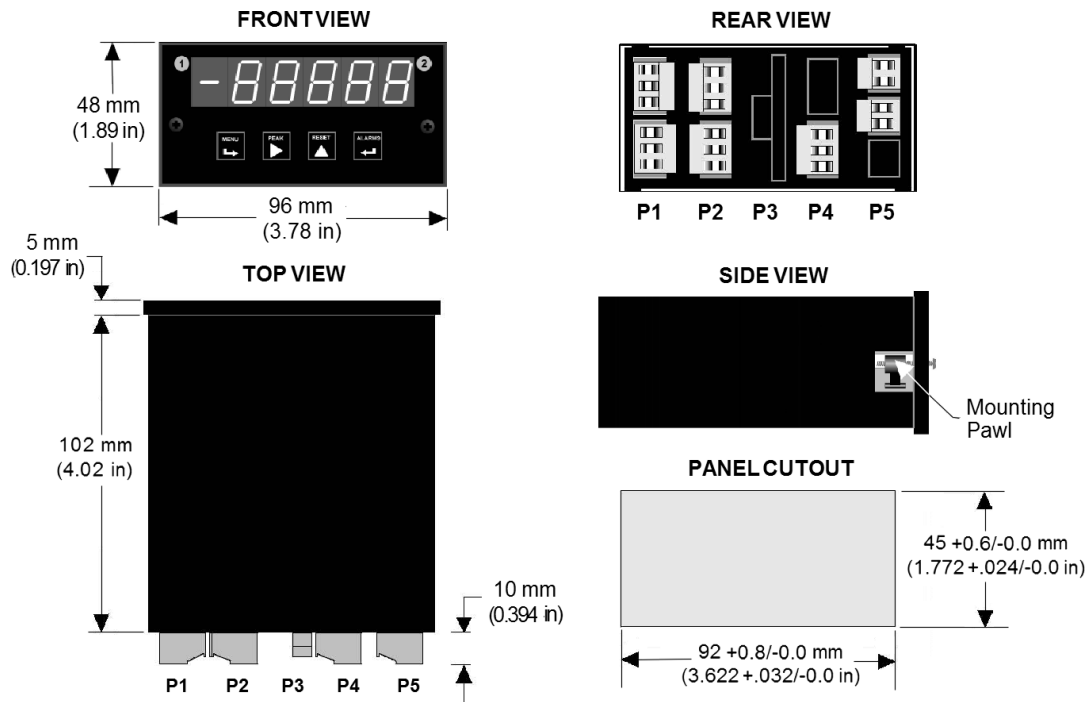 FRONT VIEW
1
2
-88888
MENU
PEAK
RESET
ALARMS
48 mm
(1.89 in)
96 mm
(3.78 in)
REAR VIEW
P1 P2 P3 P4 P5
5 mm
(0.197 in)
TOP VIEW
102 mm
(4.02 in)
10 mm
(0.394 in)
P1 P2 P3 P4 P5
SIDE VIEW
Mounting
Pawl
PANEL CUTOUT
45 +0.6/-0.0 mm
(1.772 +.024/-0.0 in)
92 +0.8/-0.0 mm
(3.622 +.032/-0.0 in)